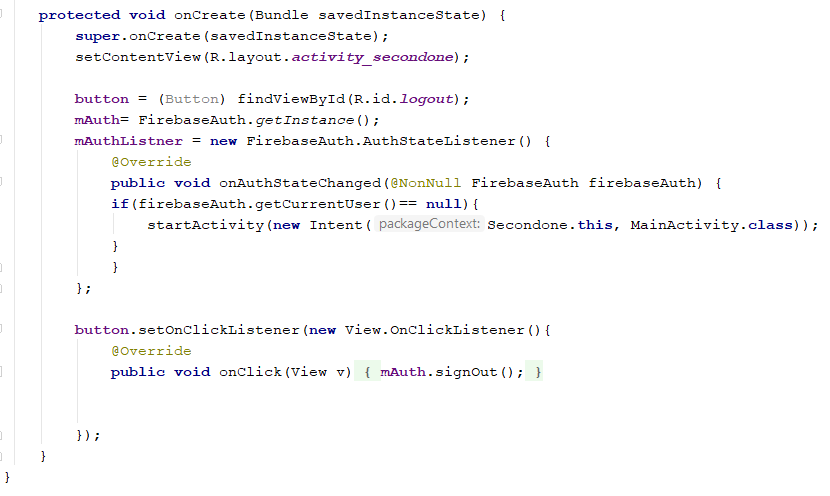 protected void onCreate(Bundle savedInstanceState) {
super.onCreate(savedInstanceState);
setContentView(R.layout.activity_secondone);
button = (Button) findViewById(R.id.logout);
mAuth= FirebaseAuth.getInstance();
mAuthListner = new FirebaseAuth.AuthStateListener() {
@Override
public void onAuthStateChanged(@NonNull FirebaseAuth firebaseAuth) {
if(firebaseAuth.getCurrentUser()== null){
startActivity(new Intent( packageContext: Secondone.this, MainActivity.class));
}
}
};
button.setOnClickListener(new View.OnClickListener(){
@Override
public void onClick(View v) { mAuth.signOut(); }
});
}
}